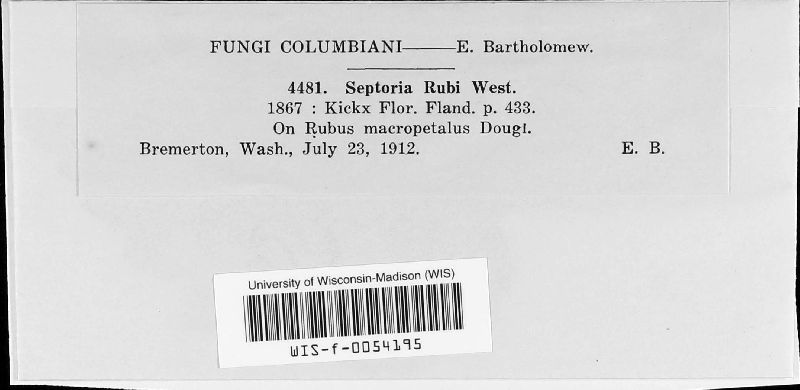 FUNGI COLUMBIANI——E. Bartholomew.
4481. Septoria Rubi West.
1867 : Kickx Flor. Fland. p. 433.
On Rubus macropetalus Dougl.
Bremerton, Wash., July 23, 1912. E. B.
University of Wisconsin-Madison (WIS)
WIS-f-0054195